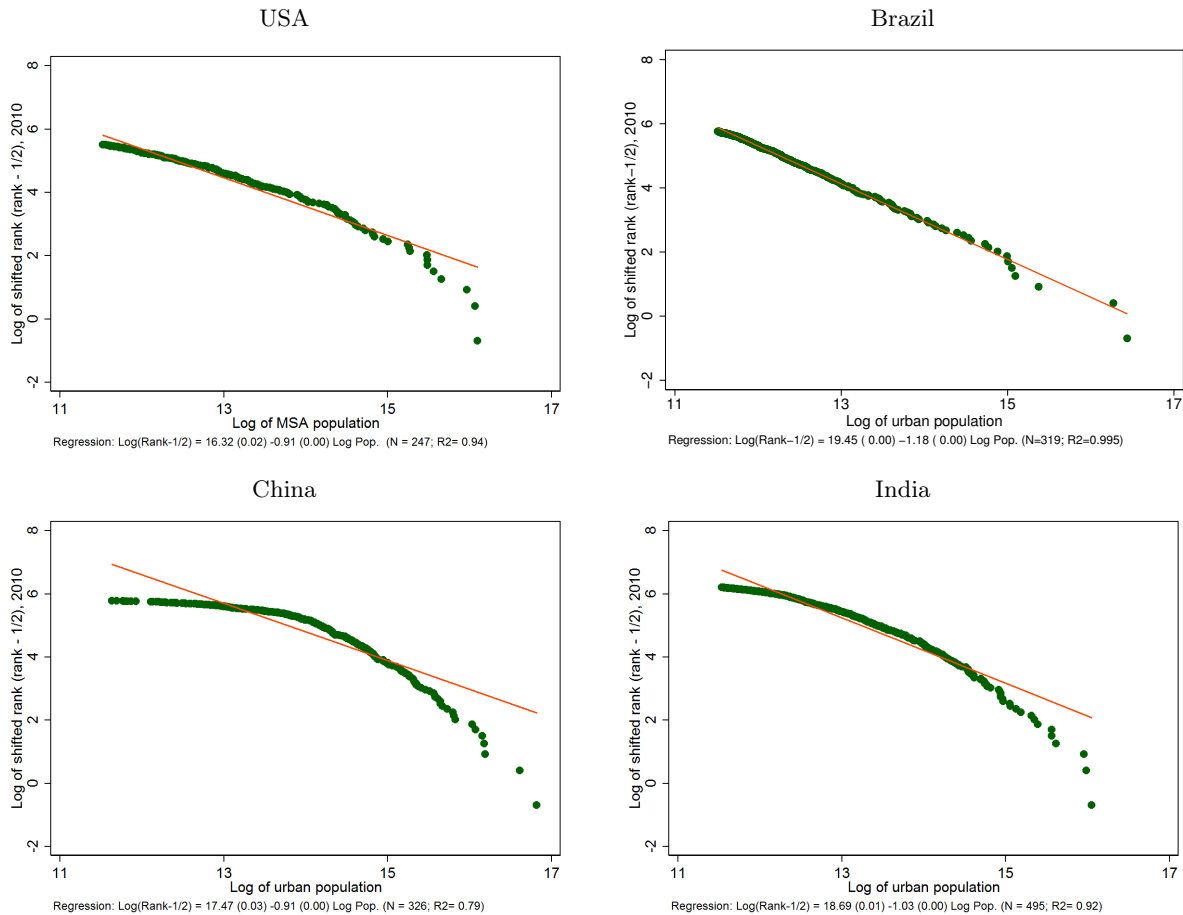 USA
Log of shifted rank (rank - 1/2), 2010
8
6
4
2
0
-2
11 13 15 17
Log of MSA population
Regression: Log(Rank-1/2) = 16.32 (0.02) -0.91 (0.00) Log Pop. (N = 247; R2= 0.94)
Brazil
Log of shifted rank (rank−1/2), 2010
8
6
4
2
0
−2
11 13 15 17
Log of urban population
Regression: Log(Rank−1/2) = 19.45 ( 0.00) −1.18 ( 0.00) Log Pop. (N=319; R2=0.995)
China
Log of shifted rank (rank - 1/2), 2010
8
6
4
2
0
-2
11 13 15 17
Log of urban population
Regression: Log(Rank-1/2) = 17.47 (0.03) -0.91 (0.00) Log Pop. (N = 326; R2= 0.79)
India
Log of shifted rank (rank - 1/2), 2010
8
6
4
2
0
-2
11 13 15 17
Log of urban population
Regression: Log(Rank-1/2) = 18.69 (0.01) -1.03 (0.00) Log Pop. (N = 495; R2= 0.92)